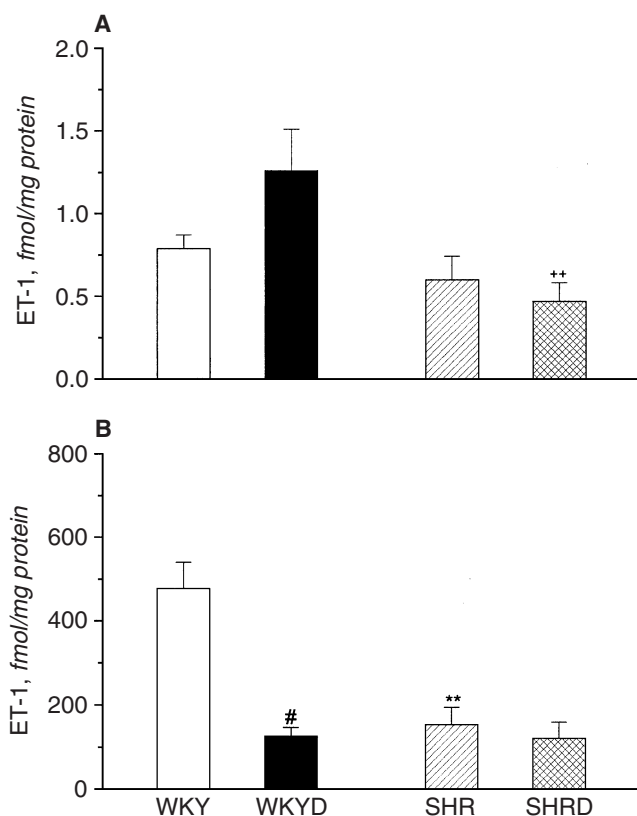 A
2.0
1.5
1.0
0.5
0.0
ET-1, fmol/mg protein
++
B
800
600
400
200
0
ET-1, fmol/mg protein
#
**
WKY WKYD SHR SHRD